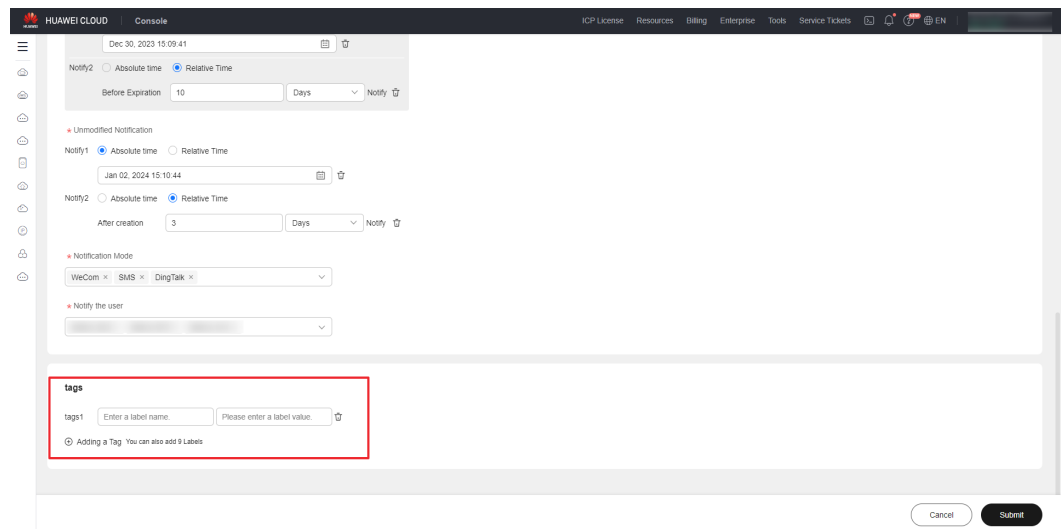 HUAWEI HUAWEI CLOUD Console ICP License Resources Billing Enterprise Tools Service Tickets NEW EN
Dec 30, 2023 15:09:41
Notify2 Absolute time Relative Time
Before Expiration 10 Days Notify
* Unmodified Notification
Notify1 Absolute time Relative Time
Jan 02, 2024 15:10:44
Notify2 Absolute time Relative Time
After creation 3 Days Notify
* Notification Mode
WeCom × SMS × DingTalk ×
* Notify the user
tags
tags1 Enter a label name. Please enter a label value.
Adding a Tag You can also add 9 Labels
Cancel Submit